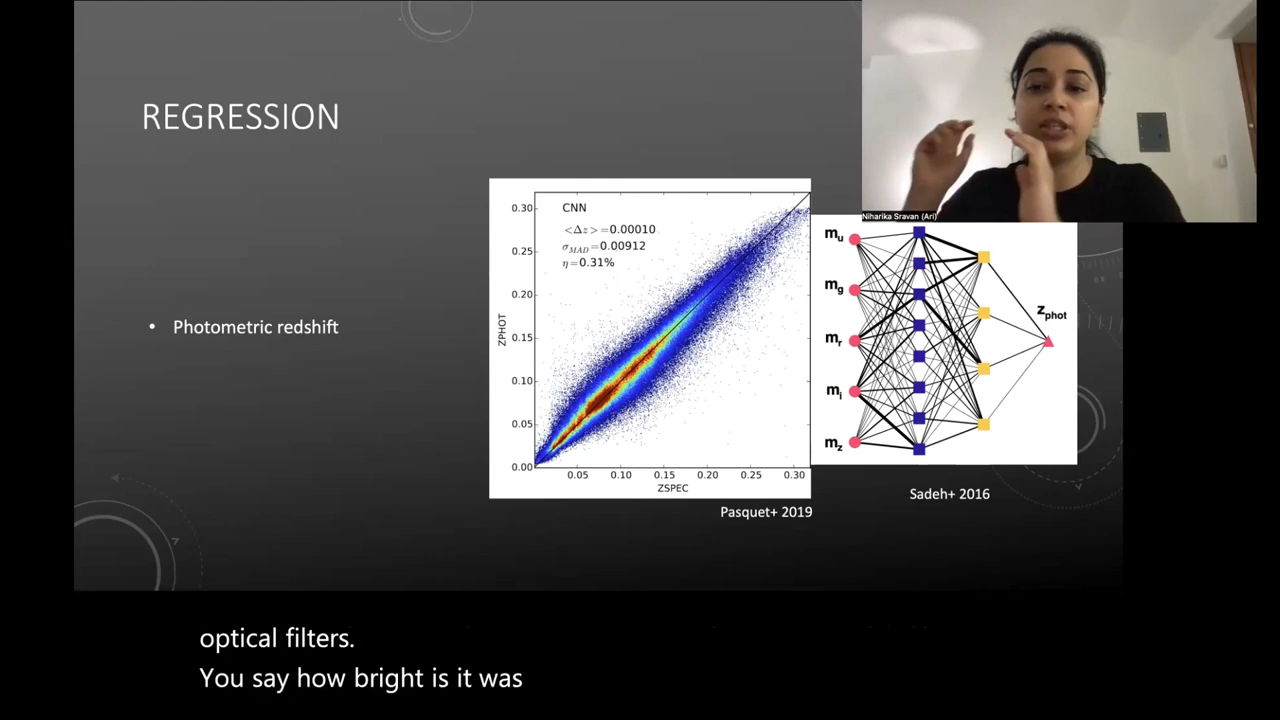 REGRESSION
• Photometric redshift
CNN
<Δz>=0.00010
σMAD=0.00912
η=0.31%
0.30
0.25
0.20
0.15
0.10
0.05
0.00
ZPHOT
0.05 0.10 0.15 0.20 0.25 0.30
ZSPEC
Pasquet+ 2019
Niharika Sravan (Ari)
mu
mg
mr
mi
mz
zphot
Sadeh+ 2016
optical filters.
You say how bright is it was